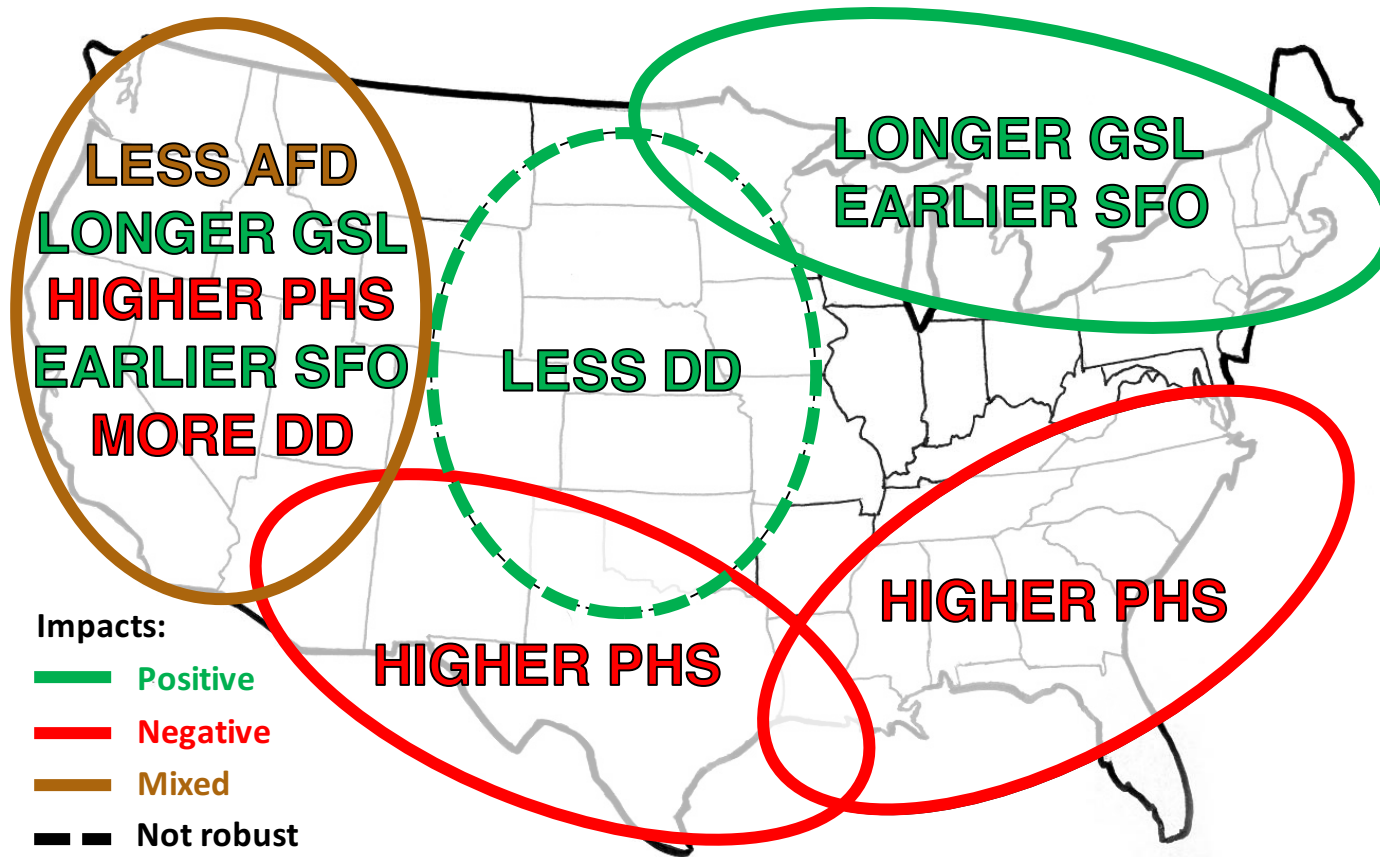 LESS AFD
LONGER GSL
HIGHER PHS
EARLIER SFO
MORE DD
LESS DD
LONGER GSL
EARLIER SFO
HIGHER PHS
HIGHER PHS
Impacts:
Positive
Negative
Mixed
Not robust